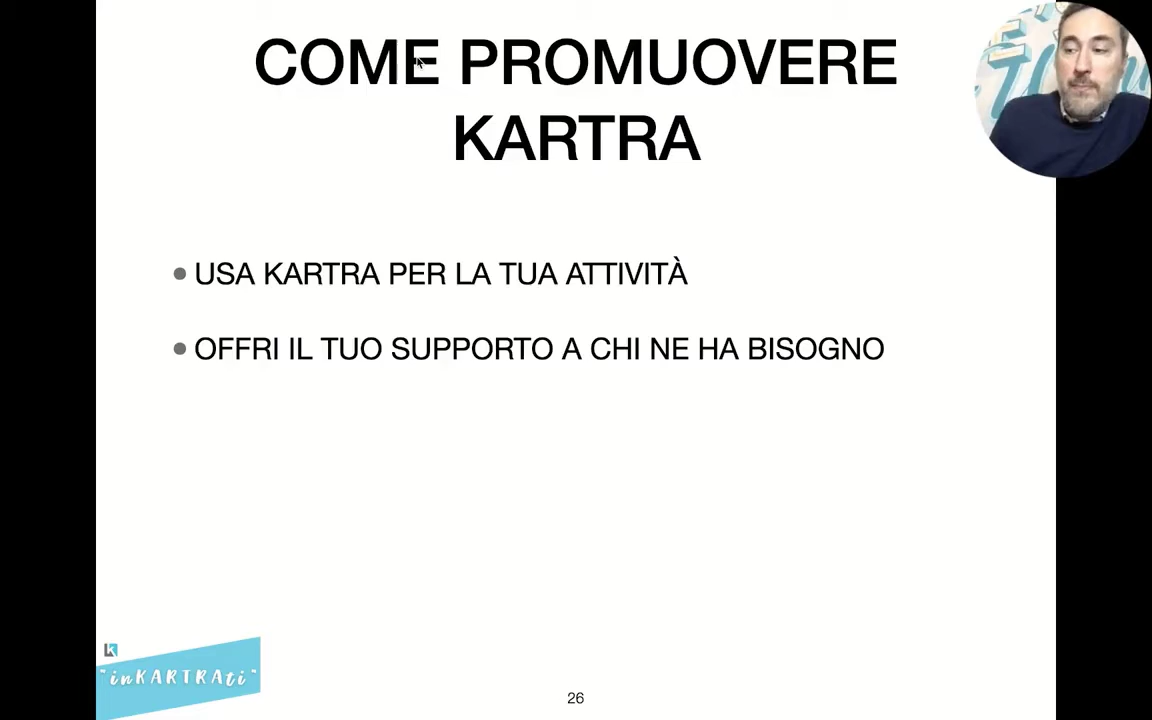 COME PROMUOVERE
KARTRA
• USA KARTRA PER LA TUA ATTIVITÀ
• OFFRI IL TUO SUPPORTO A CHI NE HA BISOGNO
k
"inKARTRAti"
26